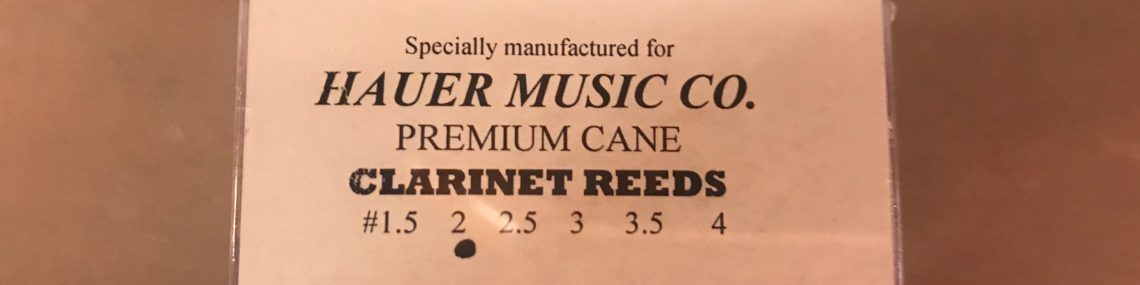 Specially manufactured for
HAUER MUSIC CO.
PREMIUM CANE
CLARINET REEDS
#1.5 2 2.5 3 3.5 4